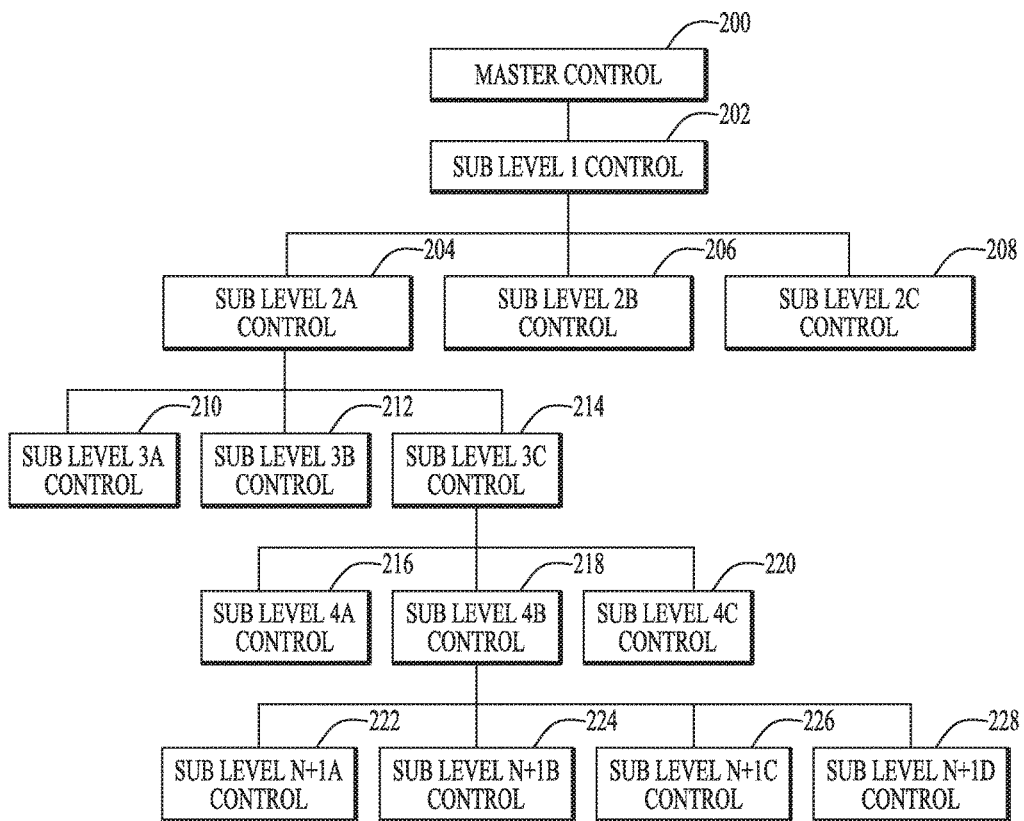 200
MASTER CONTROL
202
SUB LEVEL 1 CONTROL
204
206
208
SUB LEVEL 2A
CONTROL
SUB LEVEL 2B
CONTROL
SUB LEVEL 2C
CONTROL
210
212
214
SUB LEVEL 3A
CONTROL
SUB LEVEL 3B
CONTROL
SUB LEVEL 3C
CONTROL
216
218
220
SUB LEVEL 4A
CONTROL
SUB LEVEL 4B
CONTROL
SUB LEVEL 4C
CONTROL
222
224
226
228
SUB LEVEL N+1A
CONTROL
SUB LEVEL N+1B
CONTROL
SUB LEVEL N+1C
CONTROL
SUB LEVEL N+1D
CONTROL